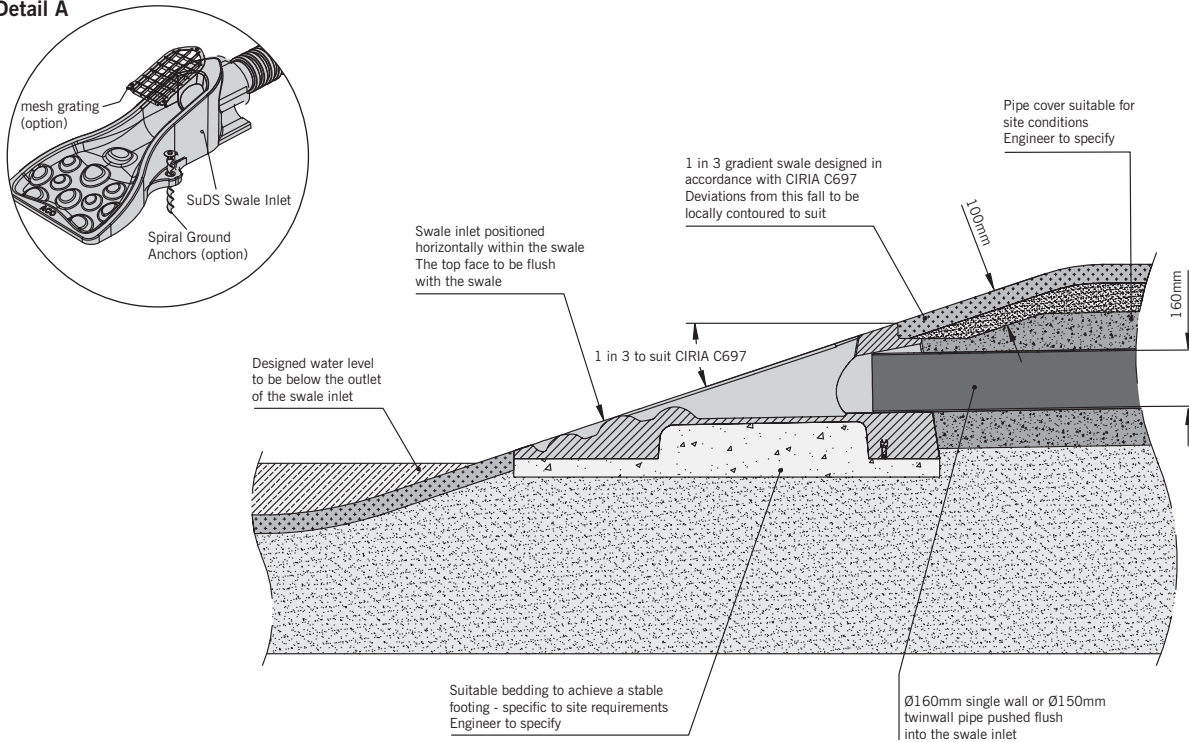 Detail A
mesh grating
(option)
SuDS Swale Inlet
Spiral Ground
Anchors (option)
ACO
Pipe cover suitable for
site conditions
Engineer to specify
1 in 3 gradient swale designed in
accordance with CIRIA C697
Deviations from this fall to be
locally contoured to suit
100mm
Swale inlet positioned
horizontally within the swale
The top face to be flush
with the swale
160mm
1 in 3 to suit CIRIA C697
Designed water level
to be below the outlet
of the swale inlet
Suitable bedding to achieve a stable
footing - specific to site requirements
Engineer to specify
Ø160mm single wall or Ø150mm
twinwall pipe pushed flush
into the swale inlet